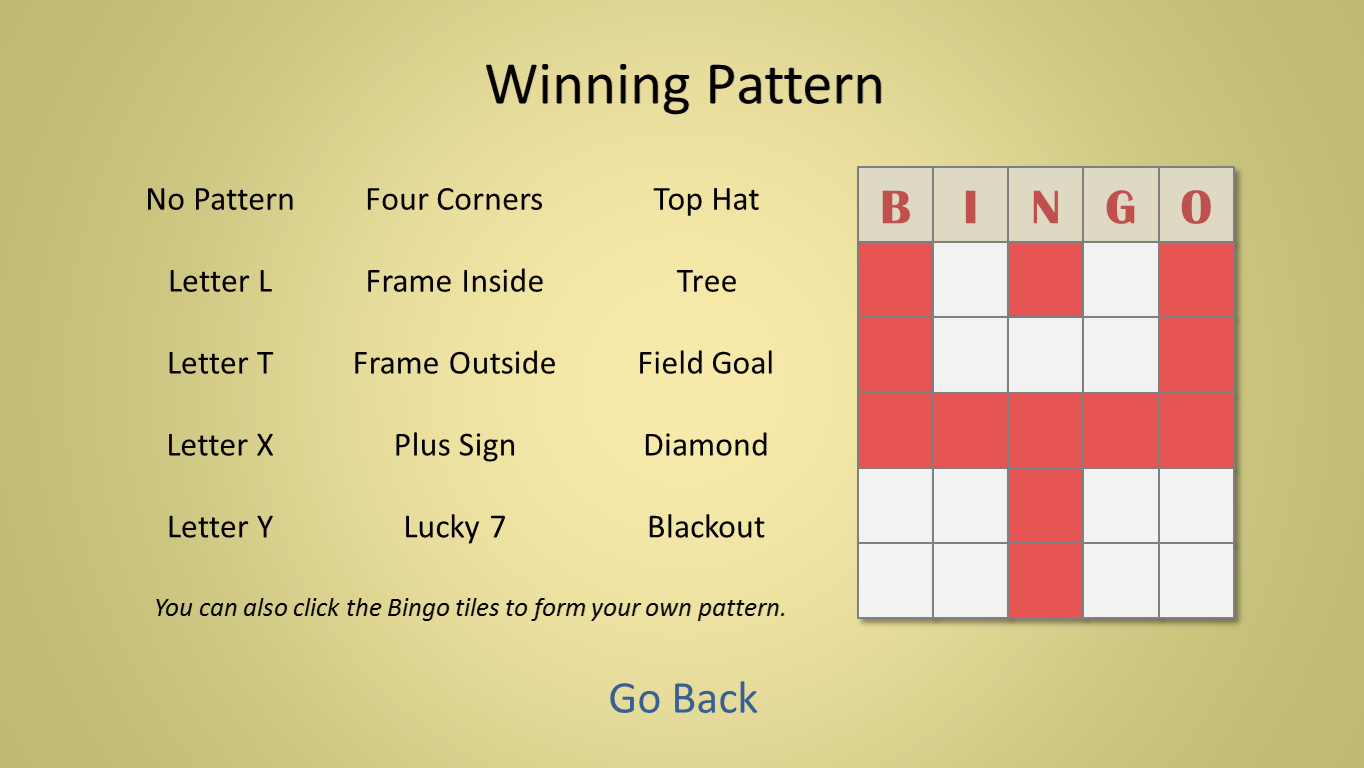 Winning Pattern
No Pattern Four Corners Top Hat
Letter L Frame Inside Tree
Letter T Frame Outside Field Goal
Letter X Plus Sign Diamond
Letter Y Lucky 7 Blackout
You can also click the Bingo tiles to form your own pattern.
B I N G O
Go Back